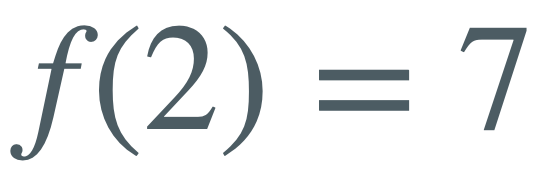 f(2) = 7